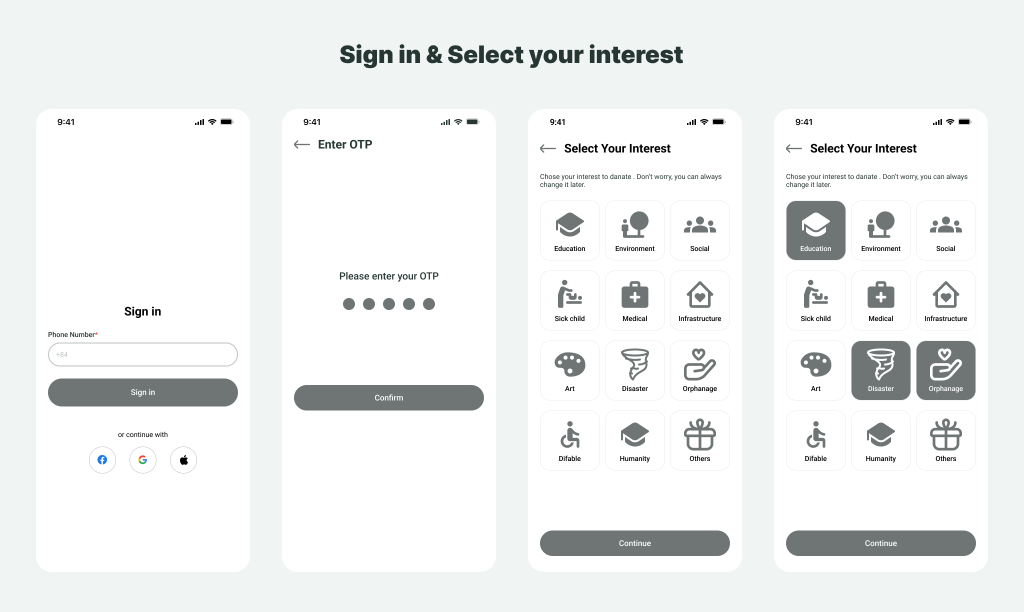 Sign in & Select your interest
9:41
Sign in
Phone Number*
+84
Sign in
or continue with
9:41
Enter OTP
Please enter your OTP
Confirm
9:41
Select Your Interest
Chose your interest to danate . Don't worry, you can always
change it later.
Education Environment Social
Sick child Medical Infrastructure
Art Disaster Orphanage
Difable Humanity Others
Continue
9:41
Select Your Interest
Chose your interest to danate . Don't worry, you can always
change it later.
Education Environment Social
Sick child Medical Infrastructure
Art Disaster Orphanage
Difable Humanity Others
Continue